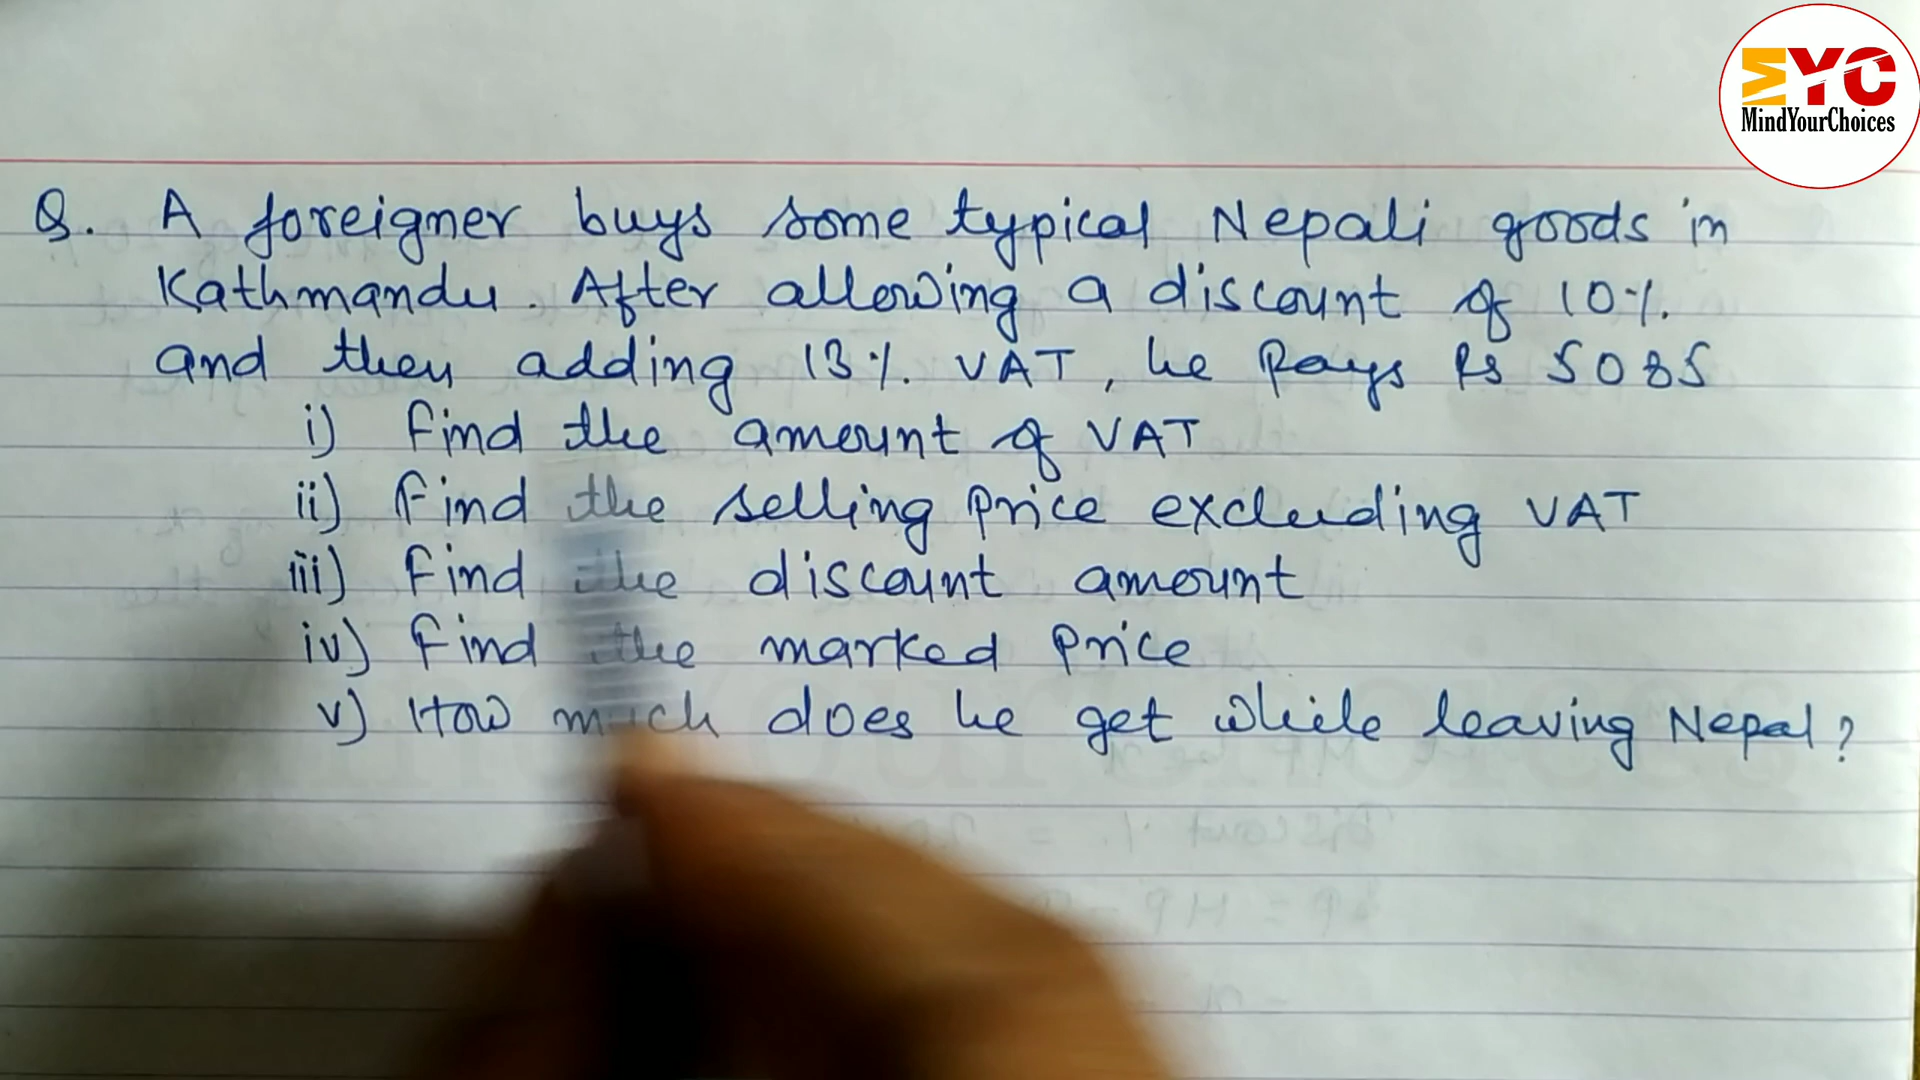 MYC
MindYourChoices
Q. A foreigner buys some typical Nepali goods in
Kathmandu. After allowing a discount of 10%
and then adding 13% VAT, he pays Rs 5085
i) Find the amount of VAT
ii) Find the selling price excluding VAT
iii) Find the discount amount
iv) Find the marked price
v) How much does he get while leaving Nepal?